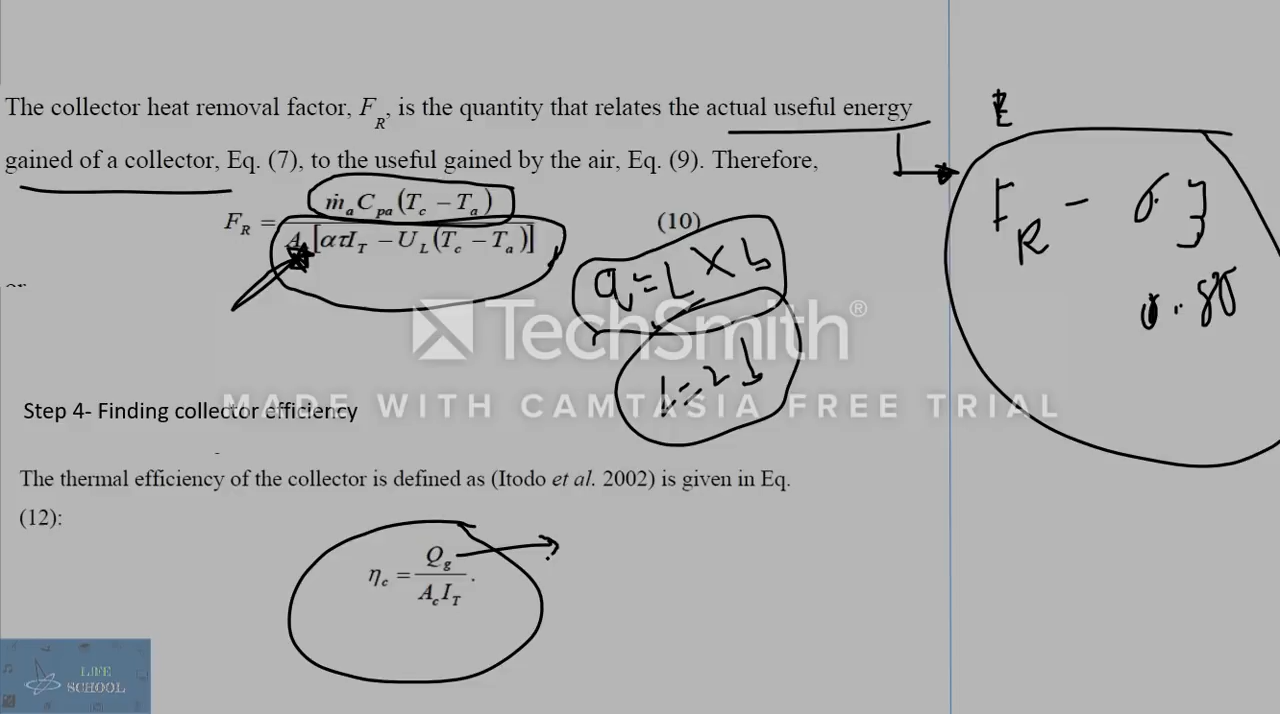 The collector heat removal factor, F_R, is the quantity that relates the actual useful energy
gained of a collector, Eq. (7), to the useful gained by the air, Eq. (9). Therefore,
F_R = ṁ_a C_pa (T_c − T_a) / A_c [ατI_T − U_L (T_c − T_a)] (10)
F_R -
0.80
TechSmith®
MADE WITH CAMTASIA FREE TRIAL
Step 4- Finding collector efficiency
The thermal efficiency of the collector is defined as (Itodo et al. 2002) is given in Eq.
(12):
η_c = Q_g / A_c I_T .
LIFE
SCHOOL